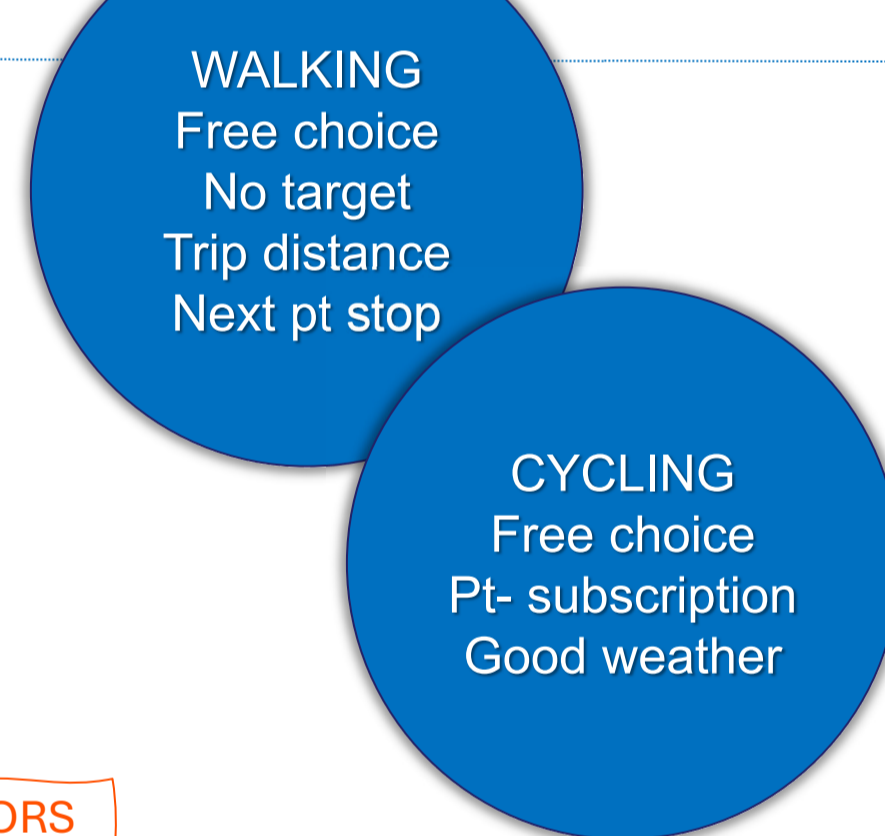 WALKING
Free choice
No target
Trip distance
Next pt stop
CYCLING
Free choice
Pt- subscription
Good weather
ORS